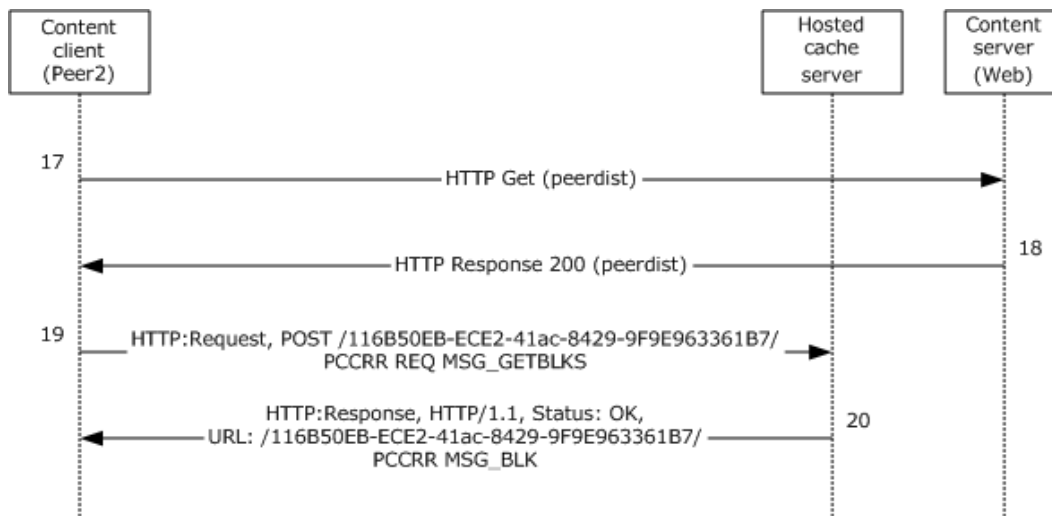 Content
client
(Peer2)
Hosted
cache
server
Content
server
(Web)
17
HTTP Get (peerdist)
18
HTTP Response 200 (peerdist)
19
HTTP:Request, POST /116B50EB-ECE2-41ac-8429-9F9E963361B7/
PCCRR REQ MSG_GETBLKS
HTTP:Response, HTTP/1.1, Status: OK,
20
URL: /116B50EB-ECE2-41ac-8429-9F9E963361B7/
PCCRR MSG_BLK